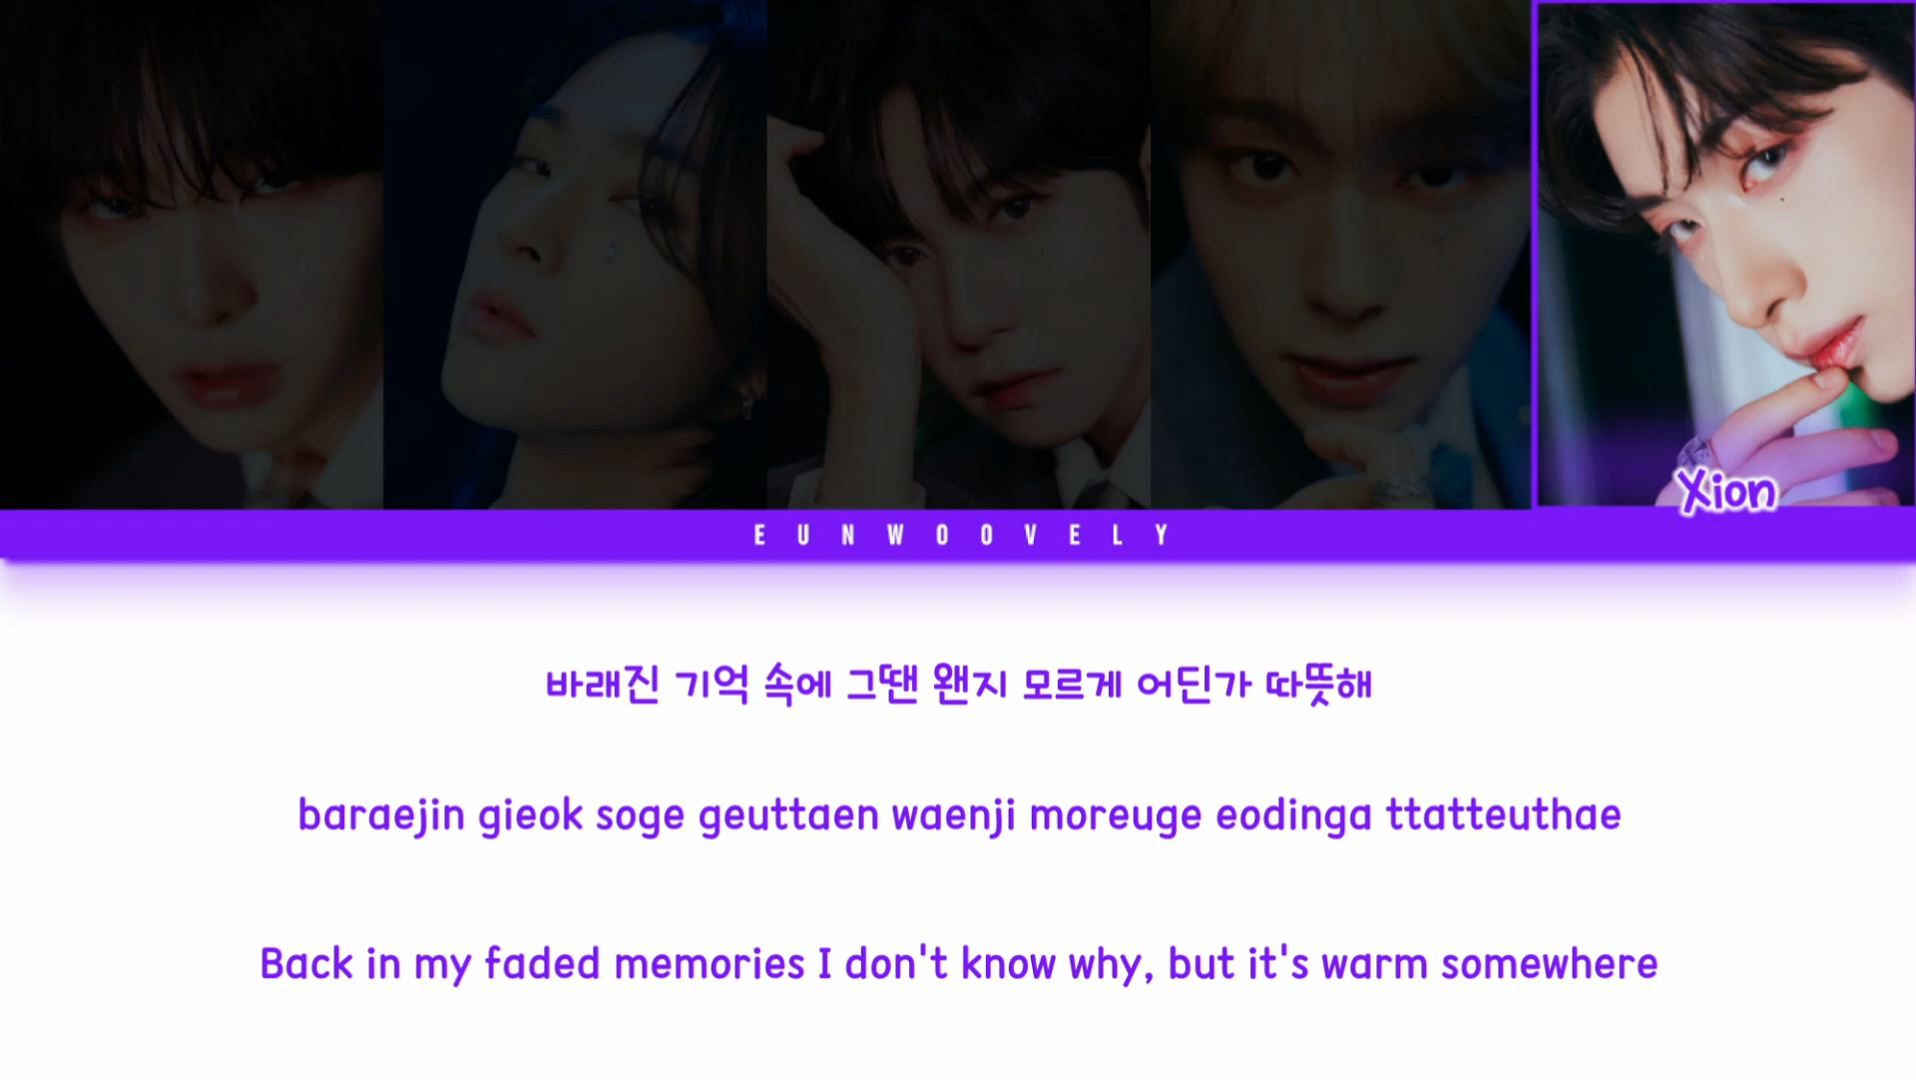 Xion
EUNWOOVELY
바래진 기억 속에 그땐 왠지 모르게 어딘가 따뜻해
baraejin gieok soge geuttaen waenji moreuge eodinga ttatteuthae
Back in my faded memories I don't know why, but it's warm somewhere